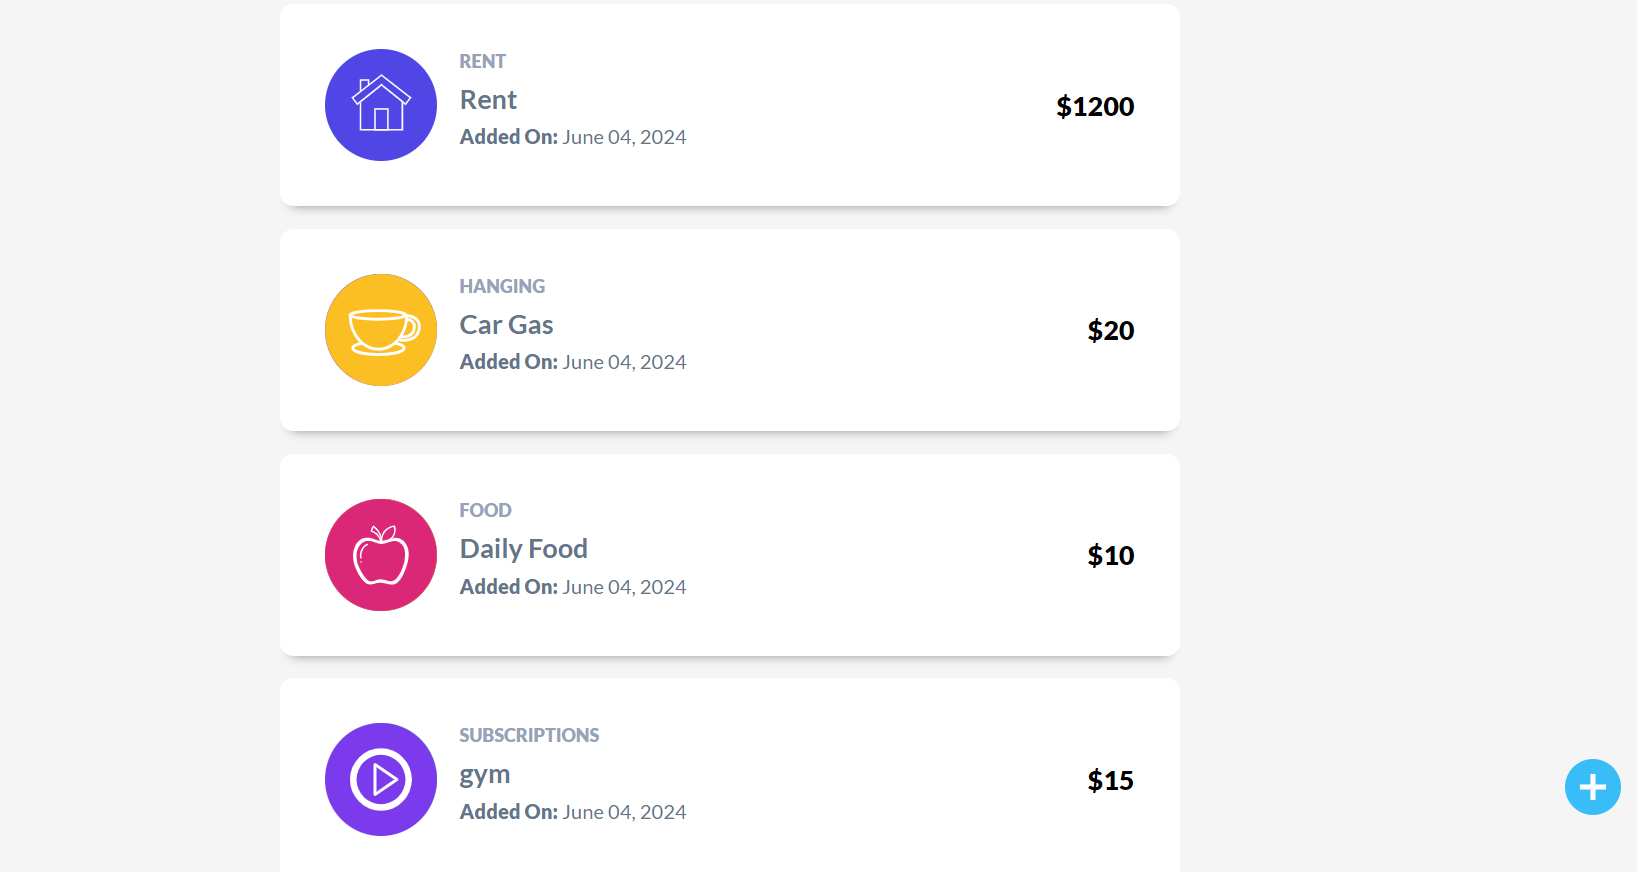 RENT
Rent
$1200
Added On: June 04, 2024
HANGING
Car Gas
$20
Added On: June 04, 2024
FOOD
Daily Food
$10
Added On: June 04, 2024
SUBSCRIPTIONS
gym
$15
Added On: June 04, 2024